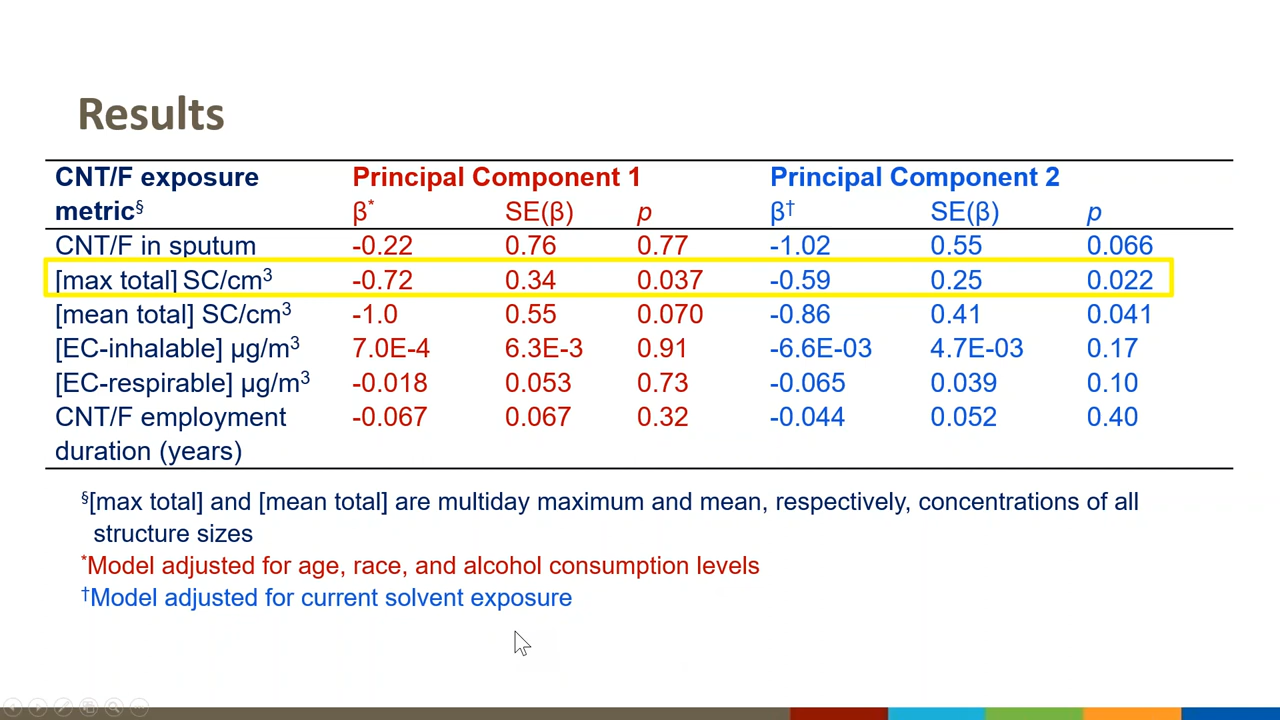 Results
CNT/F exposure Principal Component 1 Principal Component 2
metric§ β* SE(β) p β† SE(β) p
CNT/F in sputum -0.22 0.76 0.77 -1.02 0.55 0.066
[max total] SC/cm³ -0.72 0.34 0.037 -0.59 0.25 0.022
[mean total] SC/cm³ -1.0 0.55 0.070 -0.86 0.41 0.041
[EC-inhalable] µg/m³ 7.0E-4 6.3E-3 0.91 -6.6E-03 4.7E-03 0.17
[EC-respirable] µg/m³ -0.018 0.053 0.73 -0.065 0.039 0.10
CNT/F employment -0.067 0.067 0.32 -0.044 0.052 0.40
duration (years)
§[max total] and [mean total] are multiday maximum and mean, respectively, concentrations of all
structure sizes
*Model adjusted for age, race, and alcohol consumption levels
†Model adjusted for current solvent exposure